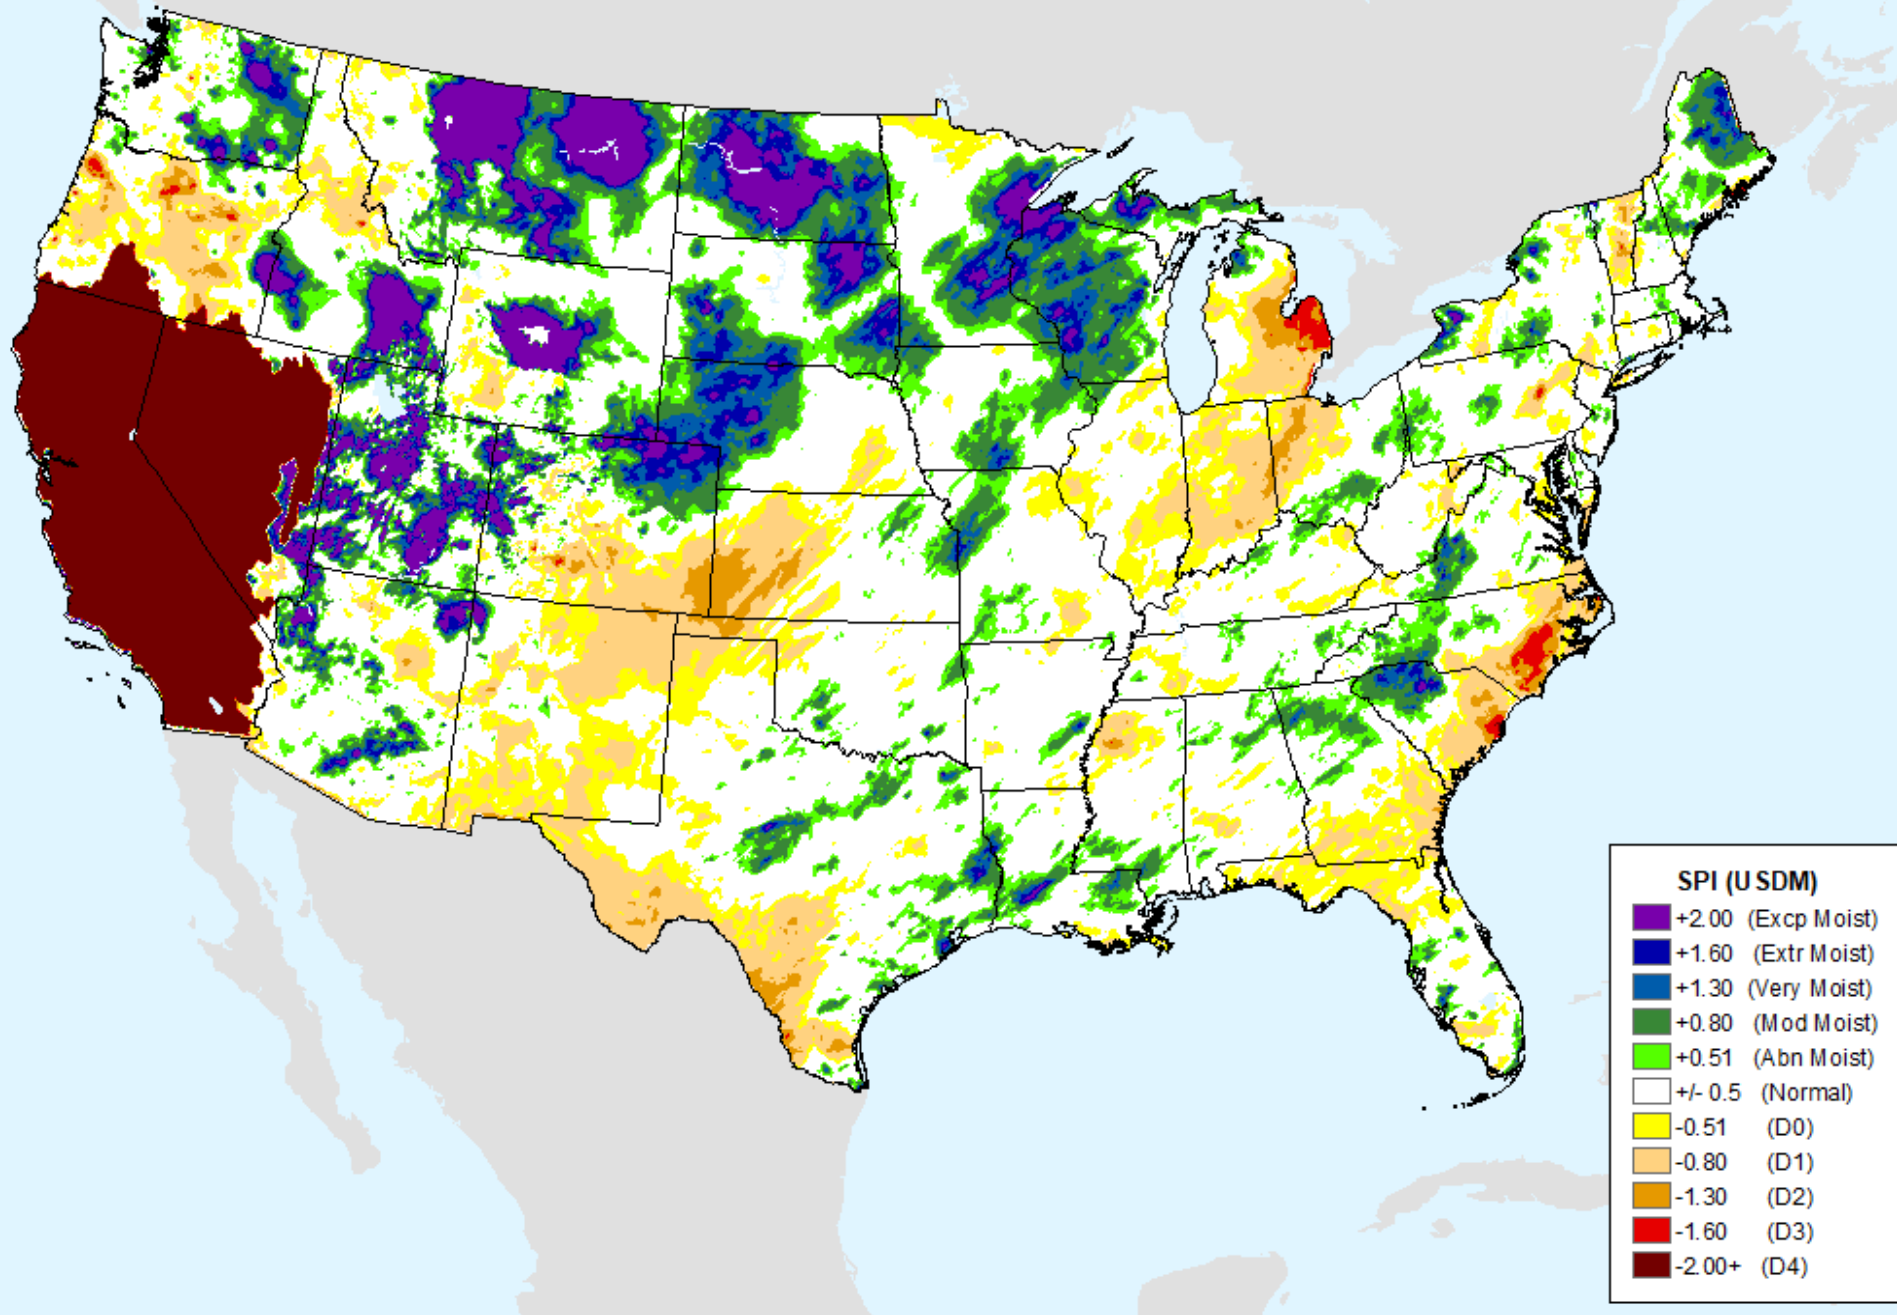 SPI (USDM)
+2.00 (Excp Moist)
+1.60 (Extr Moist)
+1.30 (Very Moist)
+0.80 (Mod Moist)
+0.51 (Abn Moist)
+/- 0.5 (Normal)
-0.51 (D0)
-0.80 (D1)
-1.30 (D2)
-1.60 (D3)
-2.00+ (D4)